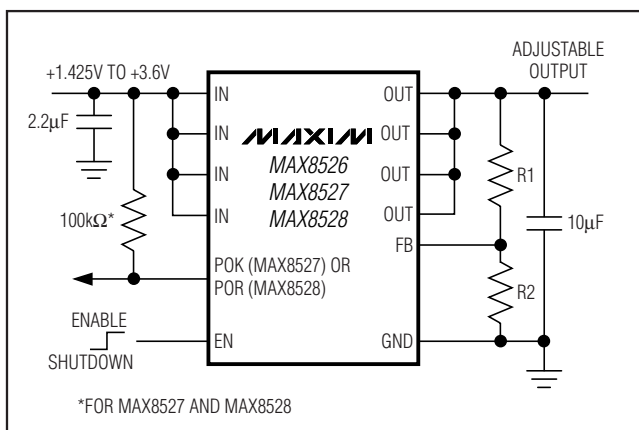 +1.425V TO +3.6V
ADJUSTABLE
OUTPUT
2.2µF
100kΩ*
IN
IN
IN
IN
MAXIM
MAX8526
MAX8527
MAX8528
OUT
OUT
OUT
OUT
FB
R1
10µF
R2
POK (MAX8527) OR
POR (MAX8528)
ENABLE
SHUTDOWN
EN
GND
*FOR MAX8527 AND MAX8528